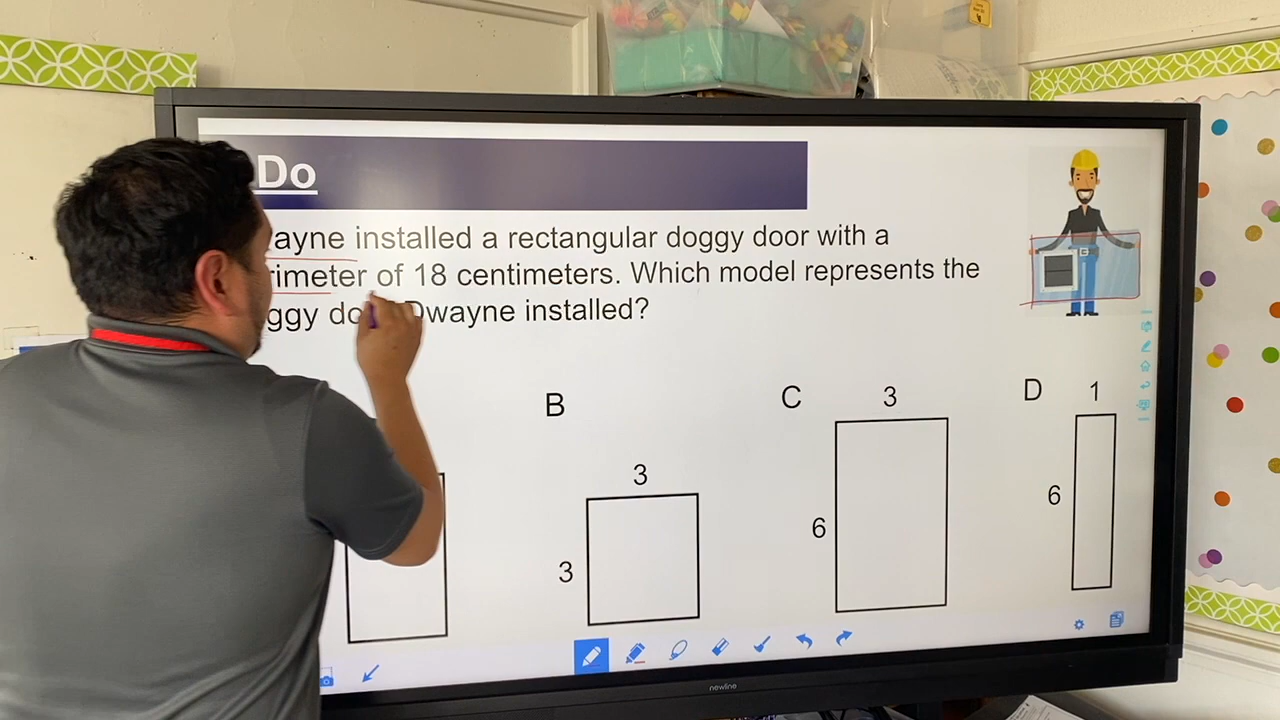 Do
ayne installed a rectangular doggy door with a
rimeter of 18 centimeters. Which model represents the
ggy do Dwayne installed?
B
C
3
D
1
3
6
6
3
newline